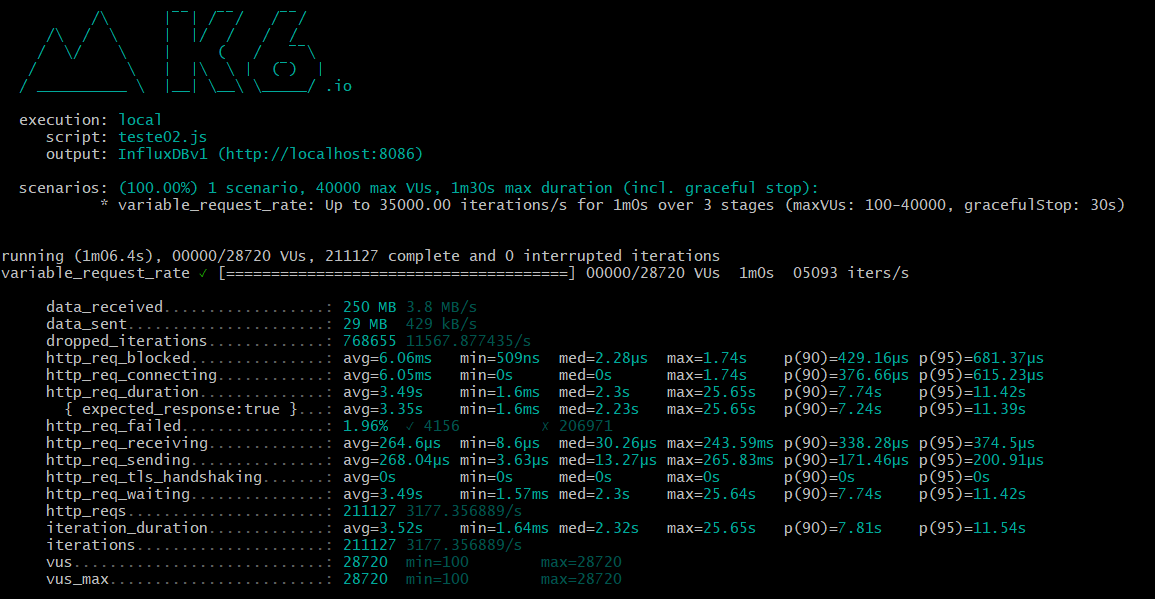 .io
execution: local
script: teste02.js
output: InfluxDBv1 (http://localhost:8086)
scenarios: (100.00%) 1 scenario, 40000 max VUs, 1m30s max duration (incl. graceful stop):
* variable_request_rate: Up to 35000.00 iterations/s for 1m0s over 3 stages (maxVUs: 100-40000, gracefulStop: 30s)
running (1m06.4s), 00000/28720 VUs, 211127 complete and 0 interrupted iterations
variable_request_rate ✓ [======================================] 00000/28720 VUs  1m0s  05093 iters/s
data_received..................: 250 MB 3.8 MB/s
data_sent......................: 29 MB  429 kB/s
dropped_iterations.............: 768655 11567.877435/s
http_req_blocked...............: avg=6.06ms   min=509ns  med=2.28µs  max=1.74s    p(90)=429.16µs p(95)=681.37µs
http_req_connecting............: avg=6.05ms   min=0s     med=0s      max=1.74s    p(90)=376.66µs p(95)=615.23µs
http_req_duration..............: avg=3.49s    min=1.6ms  med=2.3s    max=25.65s   p(90)=7.74s    p(95)=11.42s
{ expected_response:true }...: avg=3.35s    min=1.6ms  med=2.23s   max=25.65s   p(90)=7.24s    p(95)=11.39s
http_req_failed................: 1.96%  ✓ 4156         ✗ 206971
http_req_receiving.............: avg=264.6µs  min=8.6µs  med=30.26µs max=243.59ms p(90)=338.28µs p(95)=374.5µs
http_req_sending...............: avg=268.04µs min=3.63µs med=13.27µs max=265.83ms p(90)=171.46µs p(95)=200.91µs
http_req_tls_handshaking.......: avg=0s       min=0s     med=0s      max=0s       p(90)=0s       p(95)=0s
http_req_waiting...............: avg=3.49s    min=1.57ms med=2.3s    max=25.64s   p(90)=7.74s    p(95)=11.42s
http_reqs......................: 211127 3177.356889/s
iteration_duration.............: avg=3.52s    min=1.64ms med=2.32s   max=25.65s   p(90)=7.81s    p(95)=11.54s
iterations.....................: 211127 3177.356889/s
vus............................: 28720  min=100        max=28720
vus_max........................: 28720  min=100        max=28720